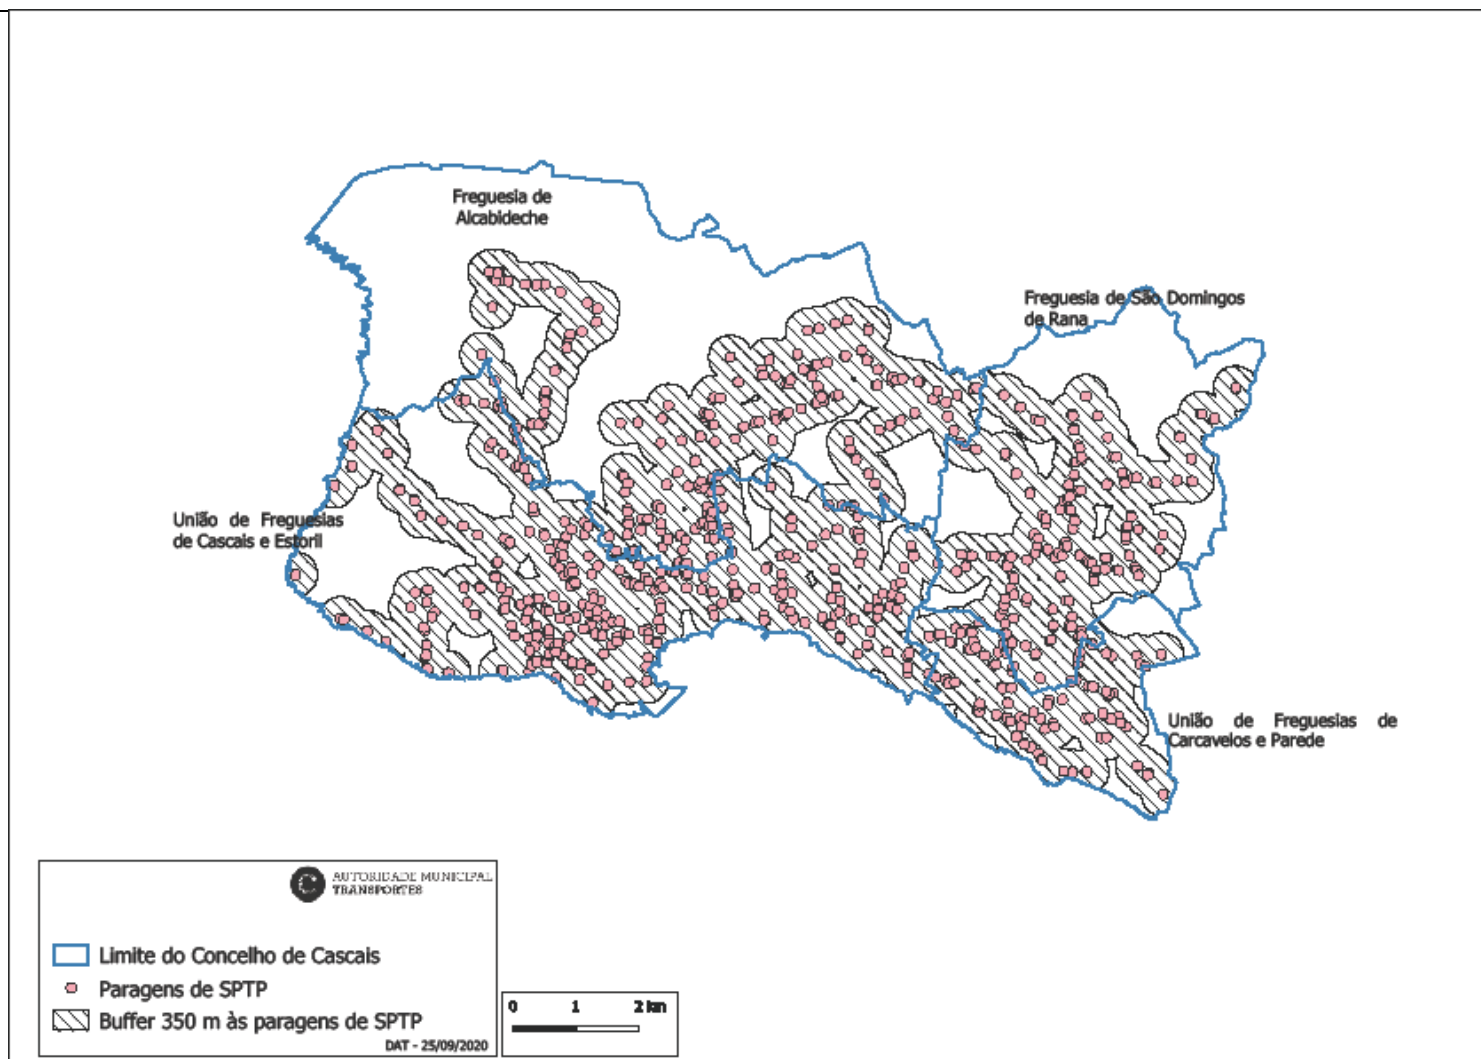 Freguesia de
Alcabideche
Freguesia de São Domingos
de Rana
União de Freguesias
de Cascais e Estoril
União de Freguesias de
Carcavelos e Parede
AUTORIDADE MUNICIPAL
TRANSPORTES
Limite do Concelho de Cascais
Paragens de SPTP
Buffer 350 m às paragens de SPTP
DAT - 25/09/2020
0 1 2 km